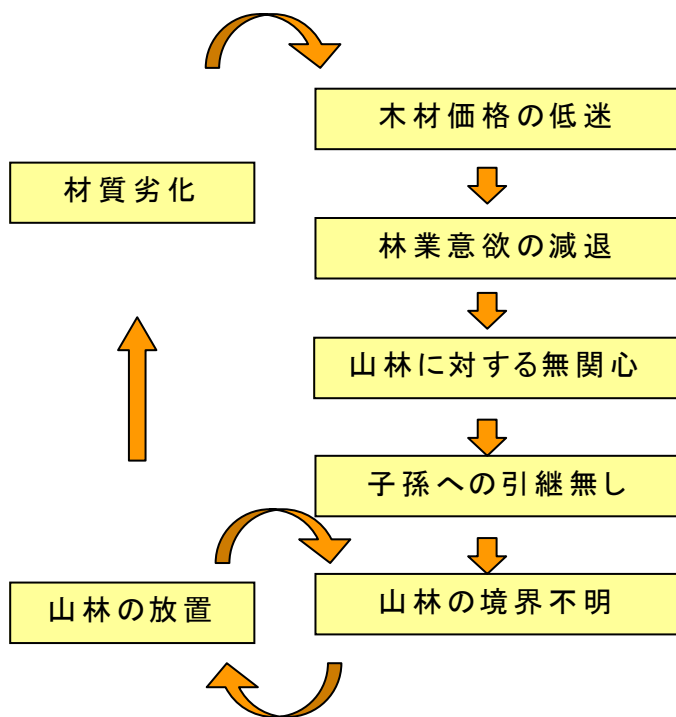 木材価格の低迷
材質劣化
林業意欲の減退
山林に対する無関心
子孫への引継無し
山林の放置
山林の境界不明